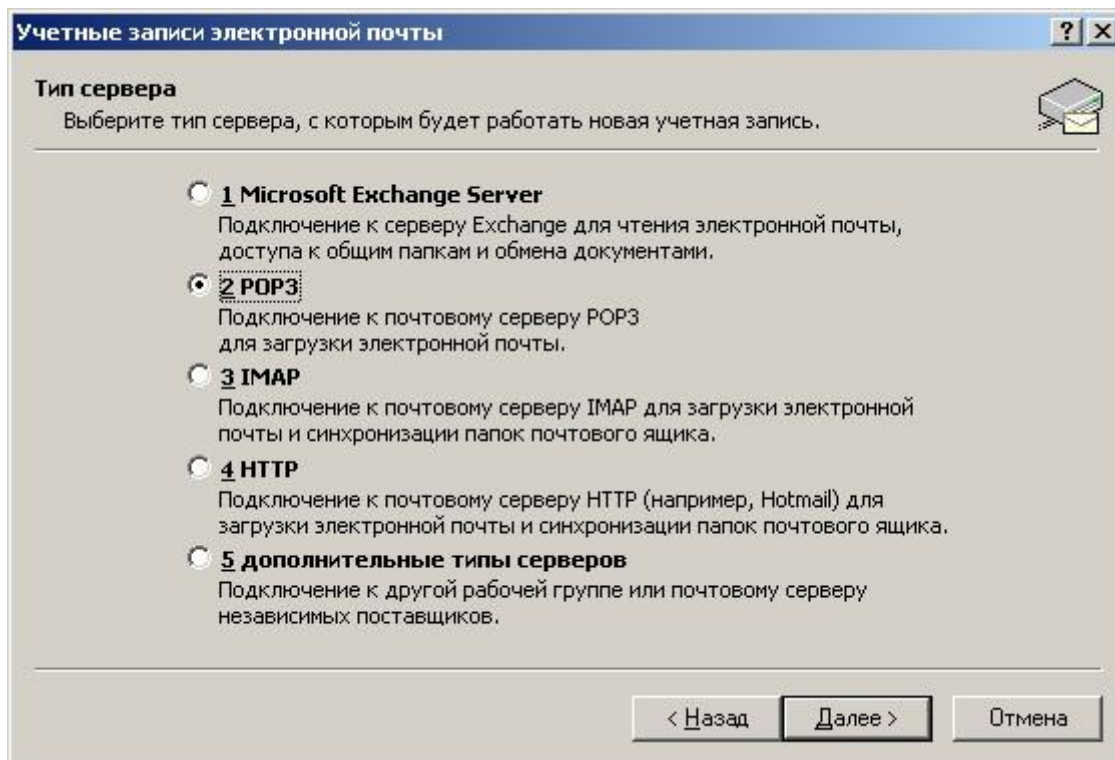 Учетные записи электронной почты
Тип сервера
Выберите тип сервера, с которым будет работать новая учетная запись.
1 Microsoft Exchange Server
Подключение к серверу Exchange для чтения электронной почты,
доступа к общим папкам и обмена документами.
2 POP3
Подключение к почтовому серверу POP3
для загрузки электронной почты.
3 IMAP
Подключение к почтовому серверу IMAP для загрузки электронной
почты и синхронизации папок почтового ящика.
4 HTTP
Подключение к почтовому серверу HTTP (например, Hotmail) для
загрузки электронной почты и синхронизации папок почтового ящика.
5 дополнительные типы серверов
Подключение к другой рабочей группе или почтовому серверу
независимых поставщиков.
< Назад Далее > Отмена